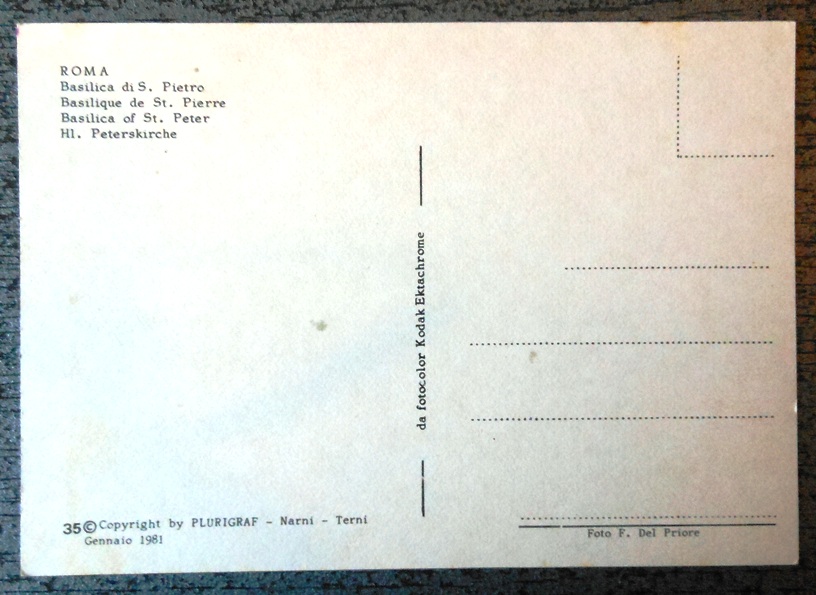 ROMA
Basilica di S. Pietro
Basilique de St. Pierre
Basilica of St. Peter
Hl. Peterskirche
da fotocolor Kodak Ektachrome
35 © Copyright by PLURIGRAF - Narni - Terni
Gennaio 1981
Foto F. Del Priore